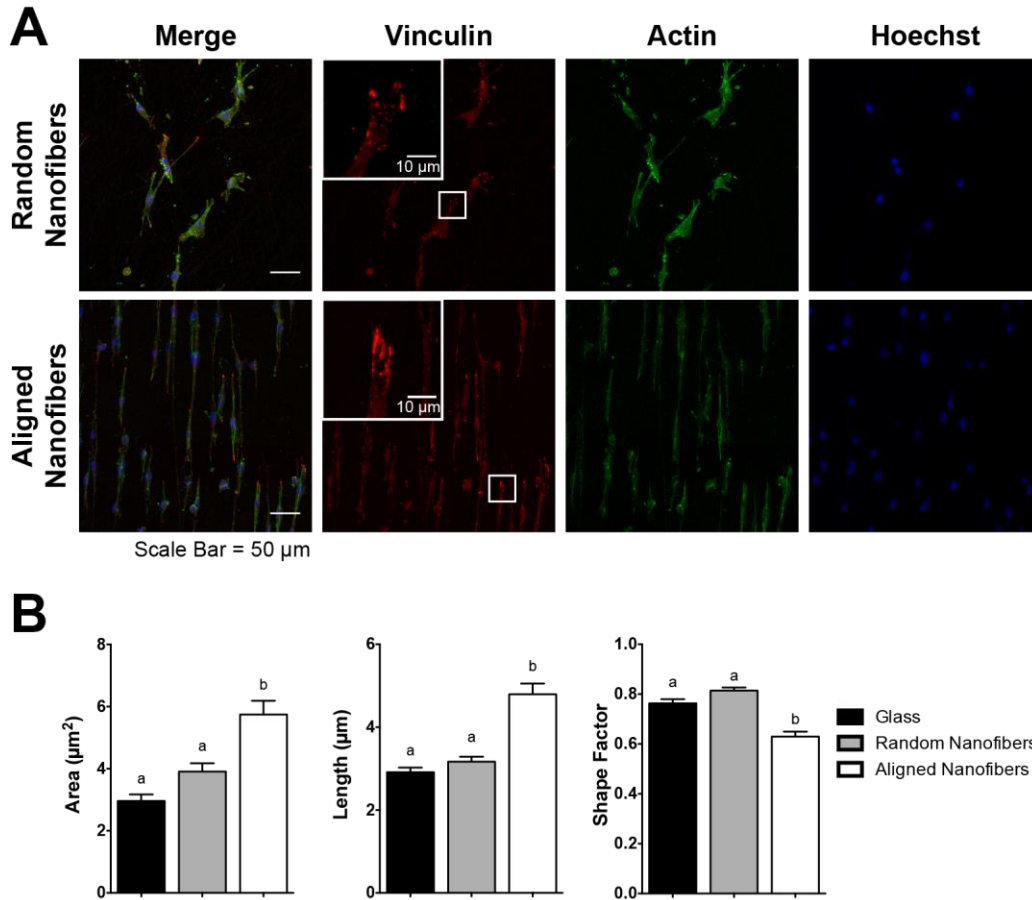 A
Merge Vinculin Actin Hoechst
Random
Nanofibers
10 µm
Aligned
Nanofibers
10 µm
Scale Bar = 50 µm
B
Area (µm²)
8
6
4
2
0
a
a
b
Length (µm)
6
4
2
0
a
a
b
Shape Factor
1.0
0.8
0.6
0.4
0.2
0.0
a
a
b
Glass
Random Nanofibers
Aligned Nanofibers